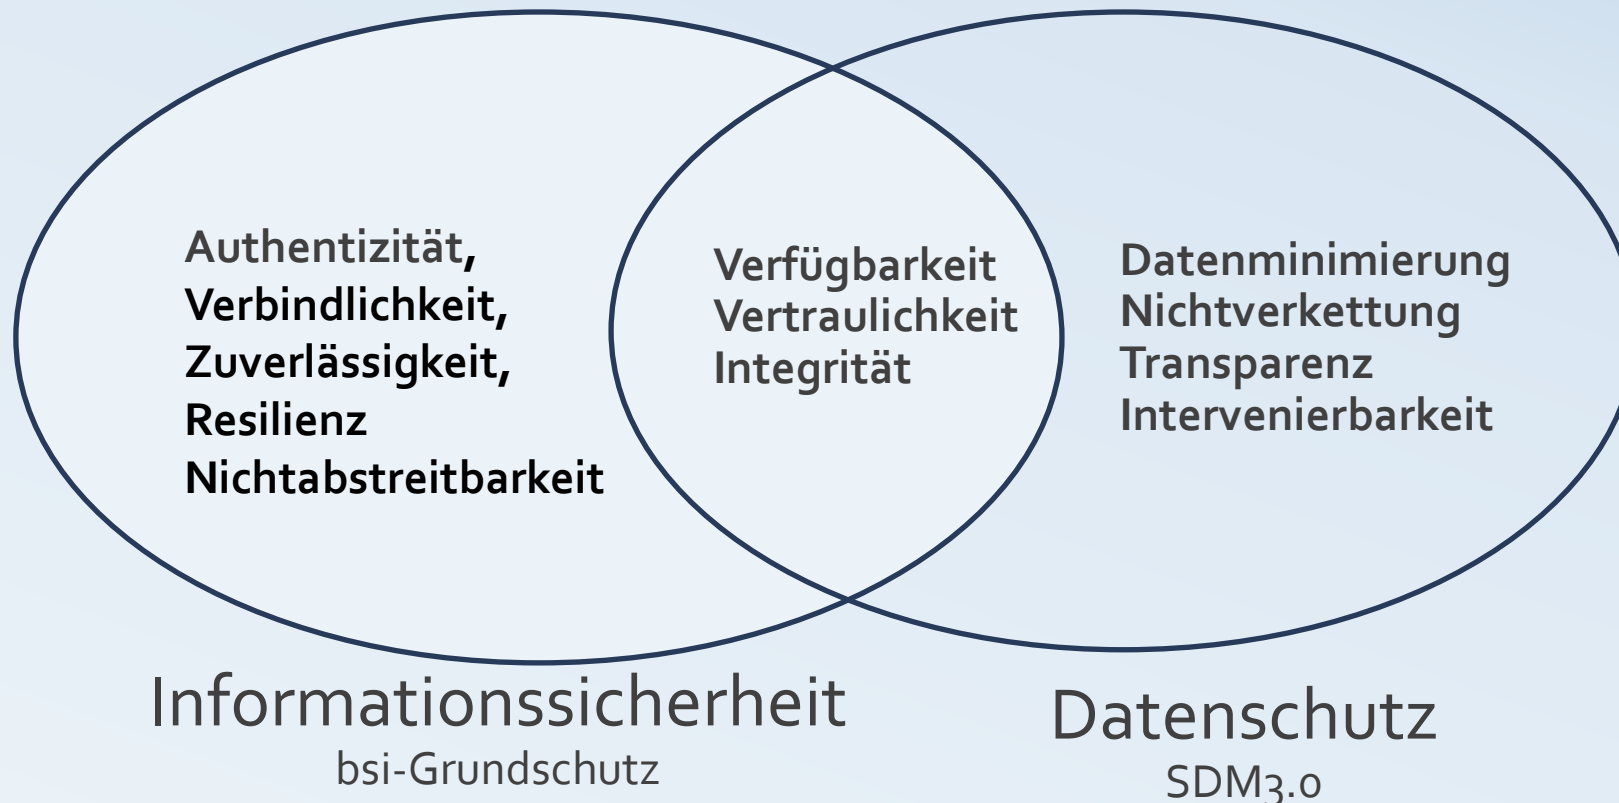 Authentizität,
Verbindlichkeit,
Zuverlässigkeit,
Resilienz
Nichtabstreitbarkeit
Verfügbarkeit
Vertraulichkeit
Integrität
Datenminimierung
Nichtverkettung
Transparenz
Intervenierbarkeit
Informationssicherheit
bsi-Grundschutz
Datenschutz
SDM3.0